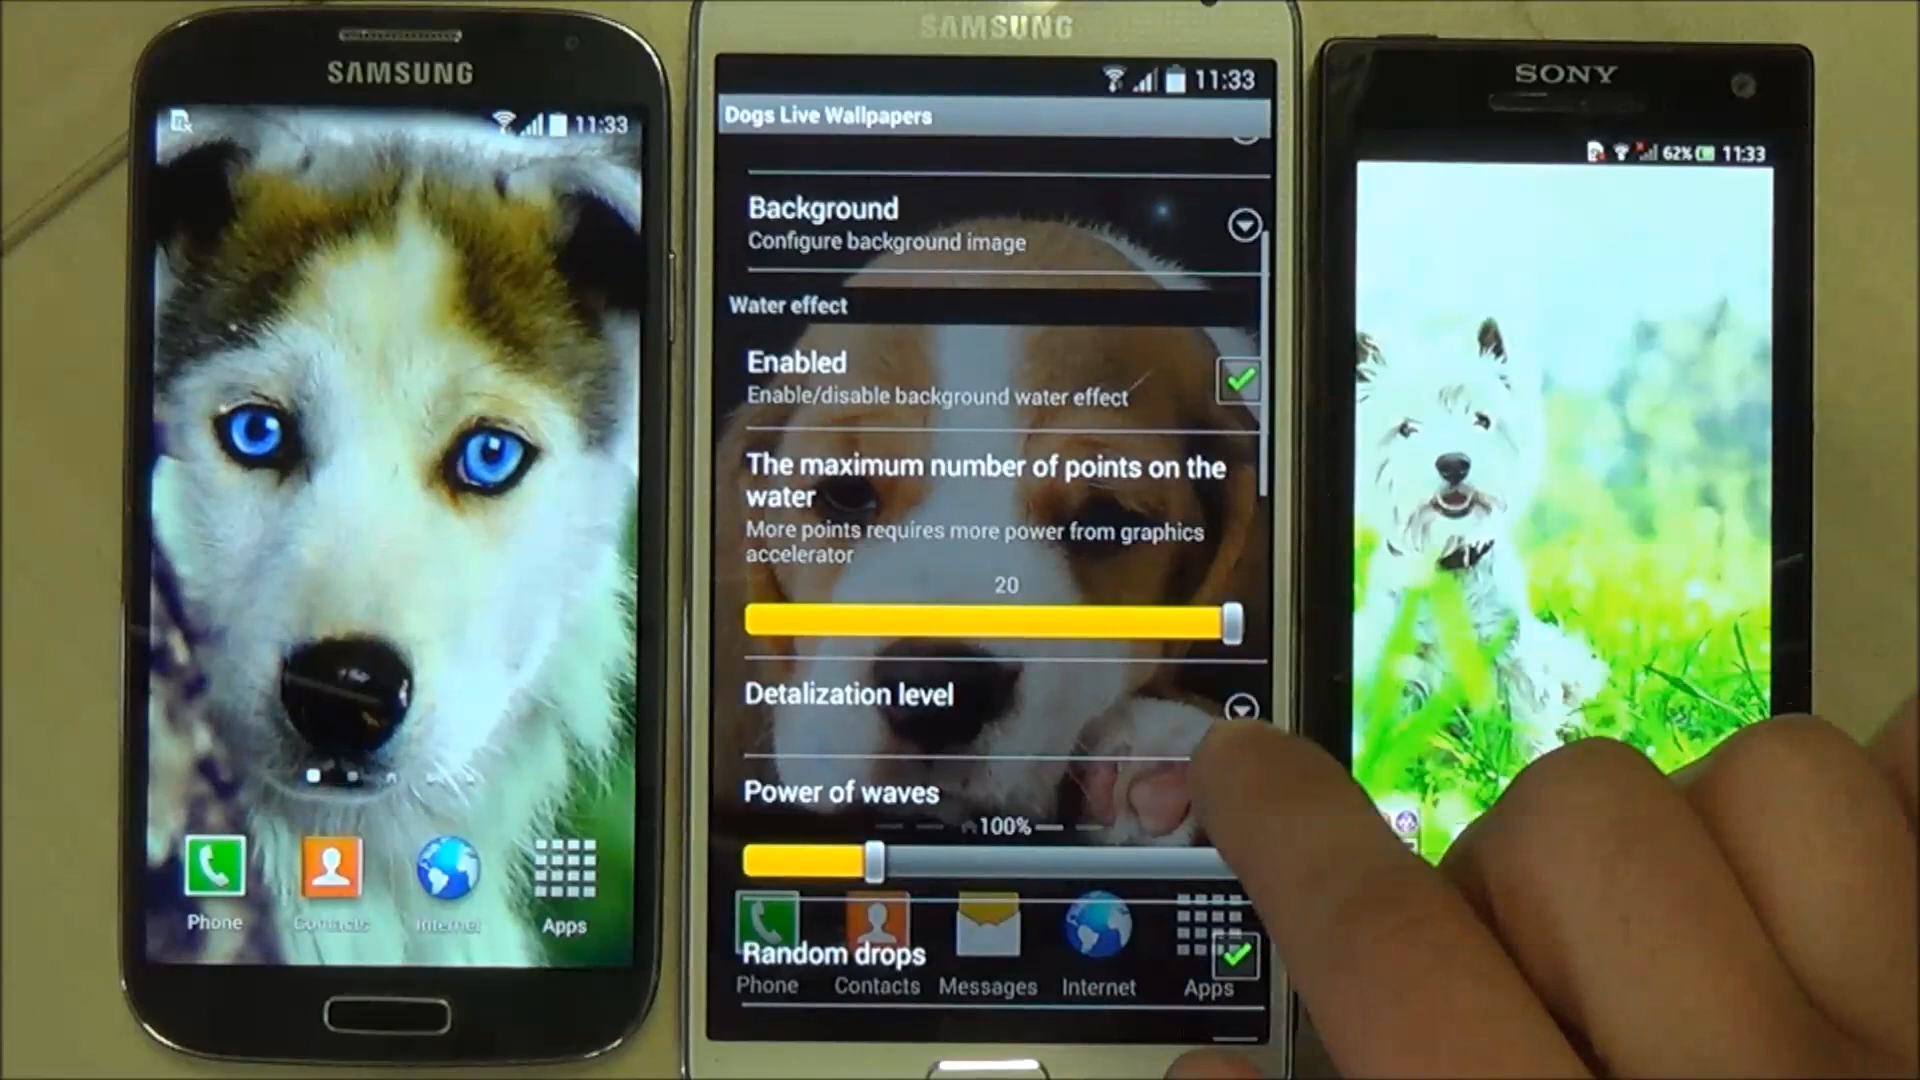 SAMSUNG
11:33
Phone
Contacts
Internet
Apps
SAMSUNG
11:33
Dogs Live Wallpapers
Background
Configure background image
Water effect
Enabled
Enable/disable background water effect
The maximum number of points on the
water
More points requires more power from graphics
accelerator
20
Detalization level
Power of waves
100%
Random drops
Phone
Contacts
Messages
Internet
Apps
SONY
62%
11:33